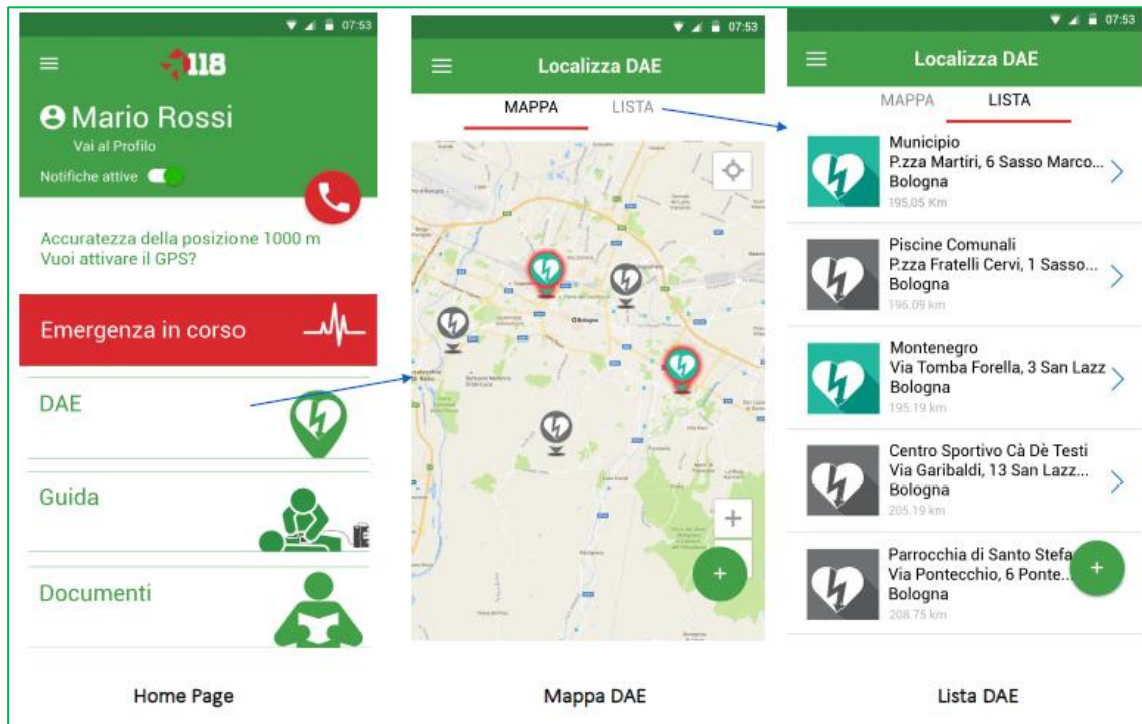 07:53
118
Mario Rossi
Vai al Profilo
Notifiche attive
Accuratezza della posizione 1000 m
Vuoi attivare il GPS?
Emergenza in corso
DAE
Guida
Documenti
Home Page
07:53
Localizza DAE
MAPPA LISTA
Bologna
+
+
Mappa DAE
07:53
Localizza DAE
MAPPA LISTA
Municipio
P.zza Martiri, 6 Sasso Marco...
Bologna
195.05 Km
Piscine Comunali
P.zza Fratelli Cervi, 1 Sasso...
Bologna
196.09 km
Montenegro
Via Tomba Forella, 3 San Lazz
Bologna
195.19 km
Centro Sportivo Cà Dè Testi
Via Garibaldi, 13 San Lazz...
Bologna
205.19 km
Parrocchia di Santo Stefa
Via Pontecchio, 6 Ponte...
Bologna
208.75 km
+
Lista DAE